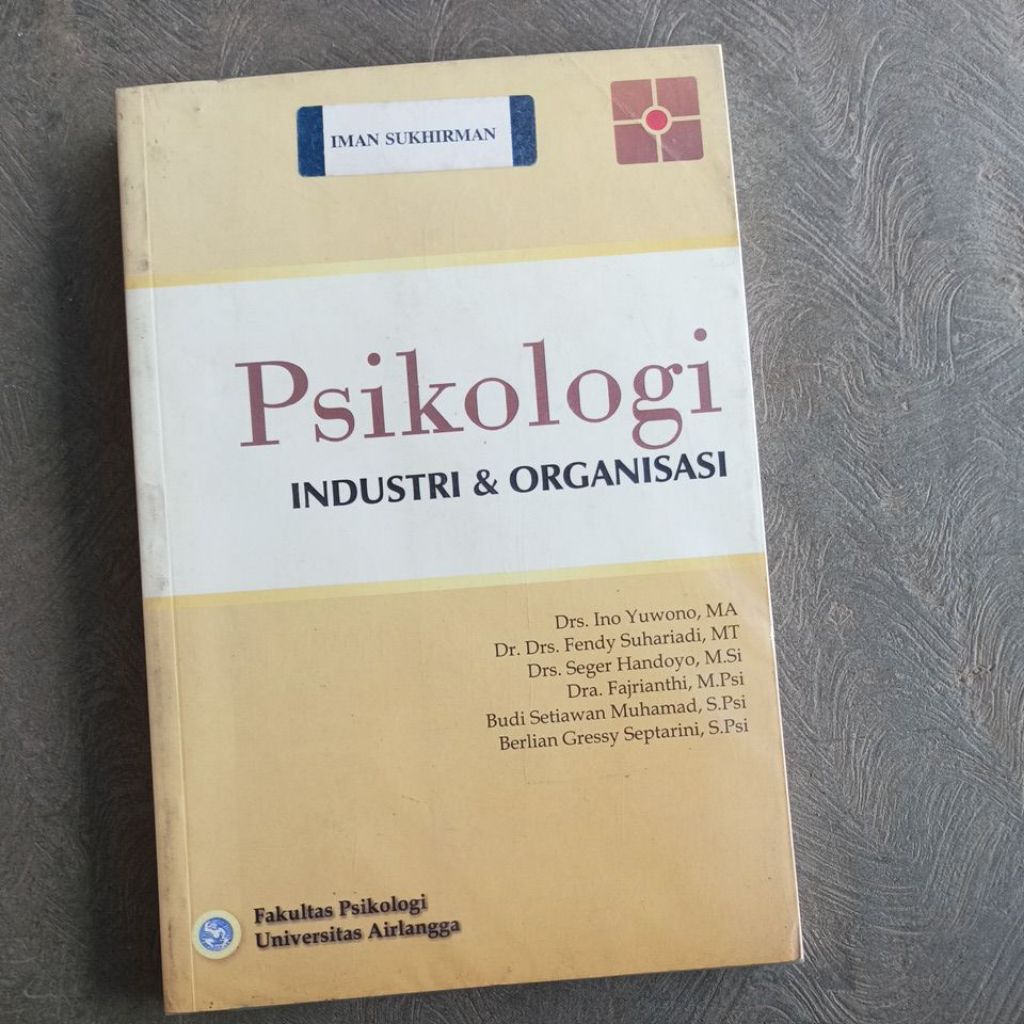 IMAN SUKHIRMAN
Psikologi
INDUSTRI & ORGANISASI
Drs. Ino Yuwono, MA
Dr. Drs. Fendy Suhariadi, MT
Drs. Seger Handoyo, M.Si
Dra. Fajrianthi, M.Psi
Budi Setiawan Muhamad, S.Psi
Berlian Gressy Septarini, S.Psi
Fakultas Psikologi
Universitas Airlangga